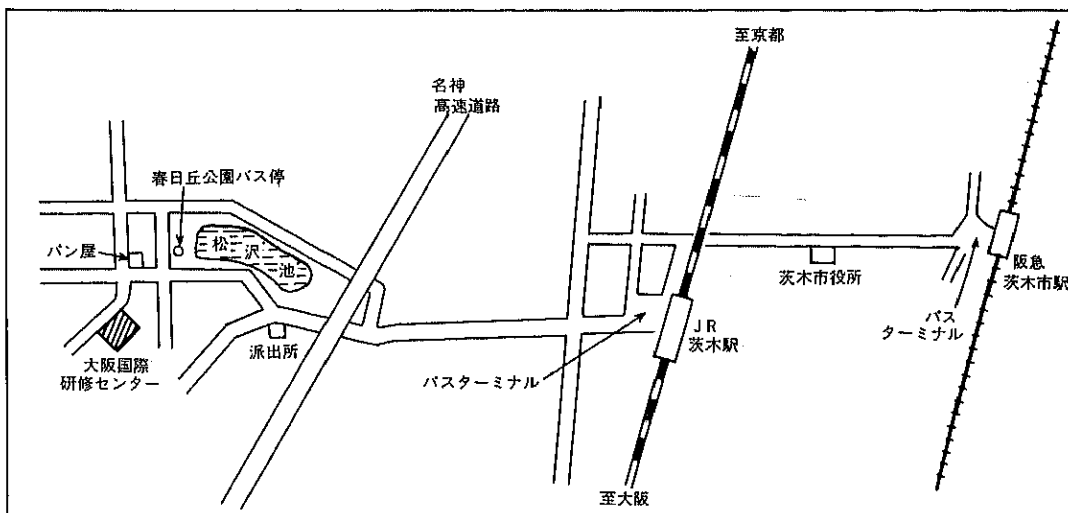 至京都
名神
高速道路
春日丘公園バス停
パン屋
松沢池
茨木市役所
阪急
茨木市駅
バス
ターミナル
JR
茨木駅
派出所
大阪国際
研修センター
バスターミナル
至大阪